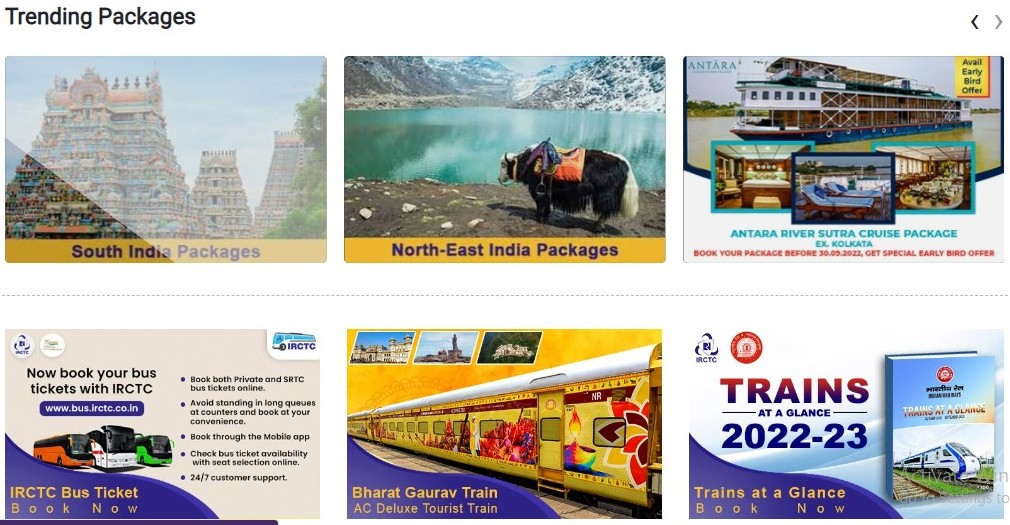 Trending Packages
ANTARA
Avail
Early
Bird
Offer
South India Packages
North-East India Packages
ANTARA RIVER SUTRA CRUISE PACKAGE
EX. KOLKATA
BOOK YOUR PACKAGE BEFORE 30.09.2022, GET SPECIAL EARLY BIRD OFFER
IRCTC
IRCTC
Now book your bus
tickets with IRCTC
www.bus.irctc.co.in
Book both Private and SRTC
bus tickets online.
Avoid standing in long queues
at counters and book at your
convenience.
Book through the Mobile app
Check bus ticket availability
with seat selection online.
24/7 customer support.
IRCTC Bus Ticket
Book Now
NR
Bharat Gaurav Train
AC Deluxe Tourist Train
IRCTC
TRAINS
AT A GLANCE
2022-23
भारतीय रेल
INDIAN RAILWAYS
TRAINS AT A GLANCE
Trains at a Glance
Book Now